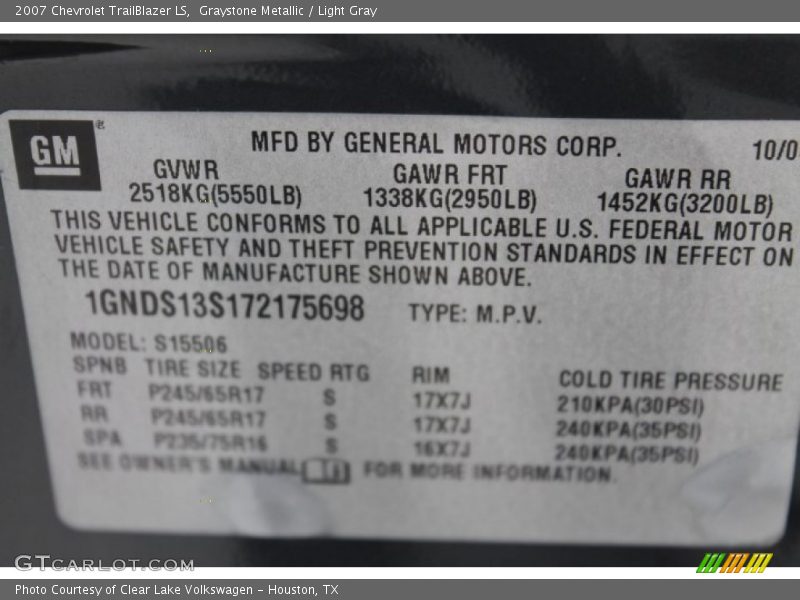 2007 Chevrolet TrailBlazer LS,  Graystone Metallic / Light Gray
GM
MFD BY GENERAL MOTORS CORP. 10/0
GVWR GAWR FRT GAWR RR
2518KG(5550LB) 1338KG(2950LB) 1452KG(3200LB)
THIS VEHICLE CONFORMS TO ALL APPLICABLE U.S. FEDERAL MOTOR
VEHICLE SAFETY AND THEFT PREVENTION STANDARDS IN EFFECT ON
THE DATE OF MANUFACTURE SHOWN ABOVE.
1GNDS13S172175698 TYPE: M.P.V.
MODEL: S15506
SPNB TIRE SIZE SPEED RTG RIM COLD TIRE PRESSURE
FRT P245/65R17 S 17X7J 210KPA(30PSI)
RR P245/65R17 S 17X7J 240KPA(35PSI)
SPA P235/75R16 S 16X7J 240KPA(35PSI)
SEE OWNER'S MANUAL FOR MORE INFORMATION.
GTCARLOT.COM
Photo Courtesy of Clear Lake Volkswagen – Houston, TX